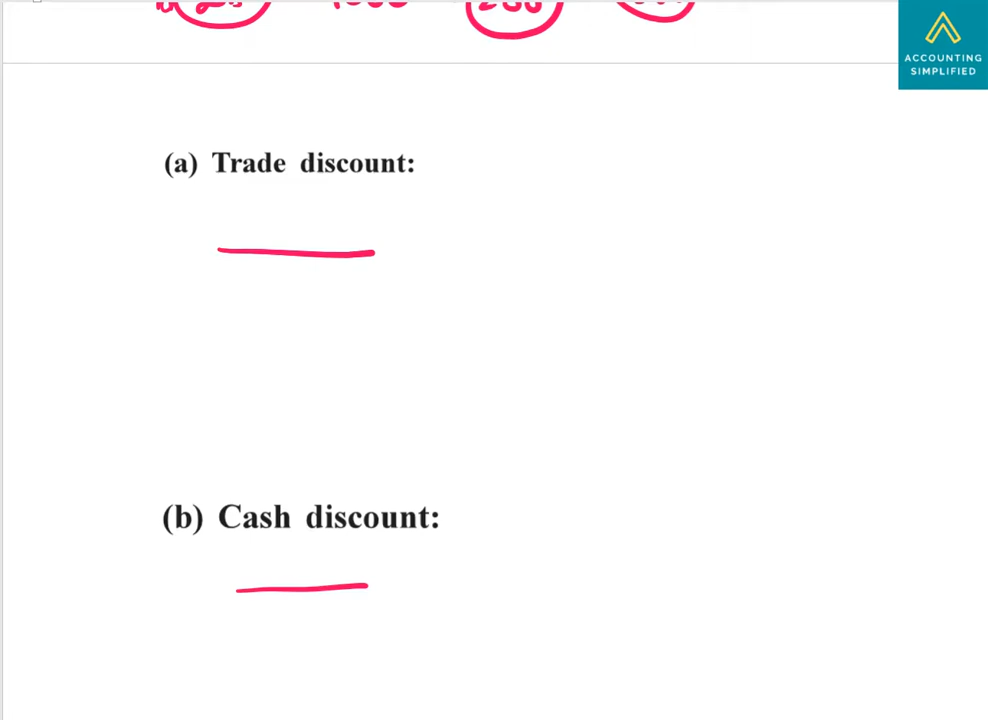 ACCOUNTING
SIMPLIFIED
(a) Trade discount:
(b) Cash discount: